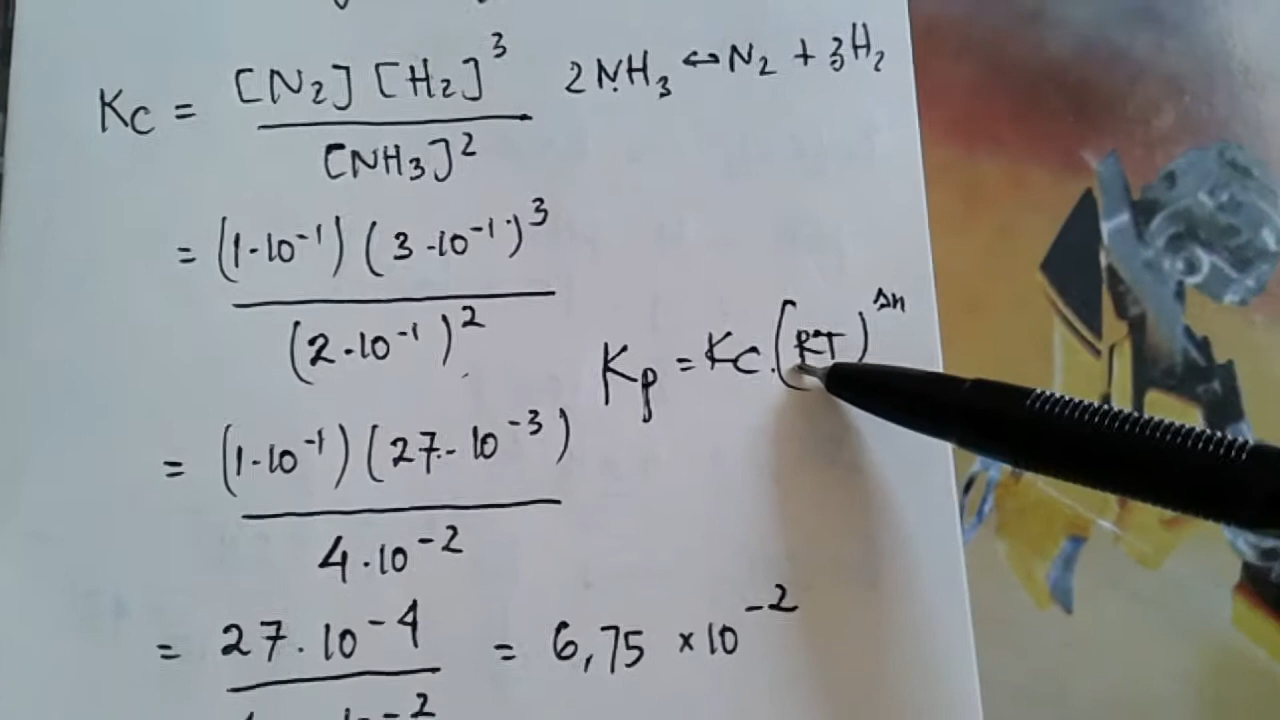 Kc = [N₂] [H₂]³ / [NH₃]² 2NH₃ ⇔ N₂ + 3H₂
= (1·10⁻¹) (3·10⁻¹)³ / (2·10⁻¹)²
Kp = Kc.(RT)^Δn
= (1·10⁻¹) (27·10⁻³) / 4·10⁻²
= 27·10⁻⁴ / = 6,75 × 10⁻²